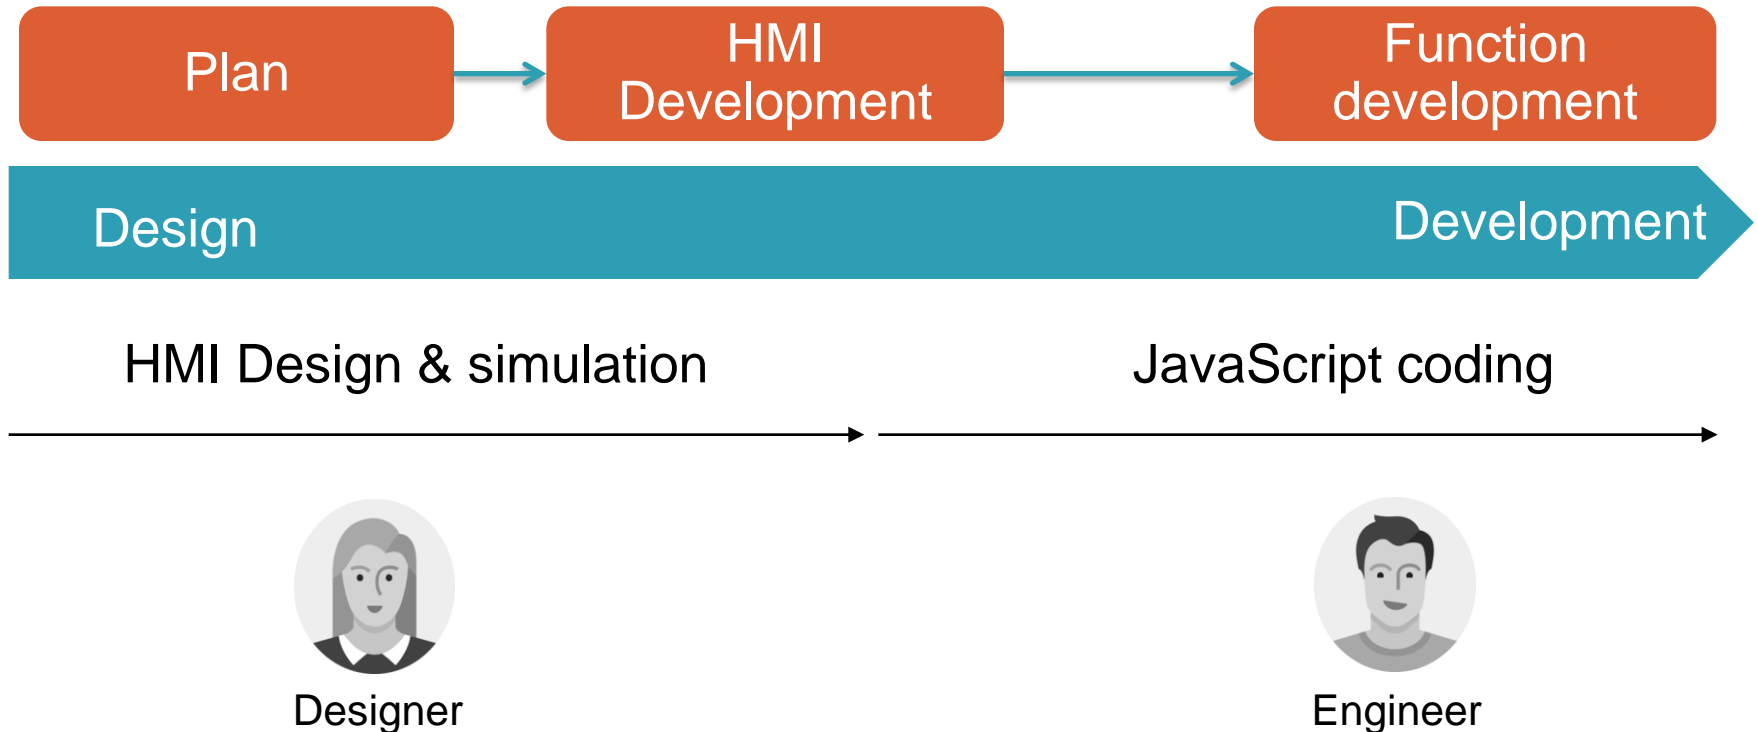 Plan
HMI
Development
Function
development
Design
Development
HMI Design & simulation
JavaScript coding
Designer
Engineer